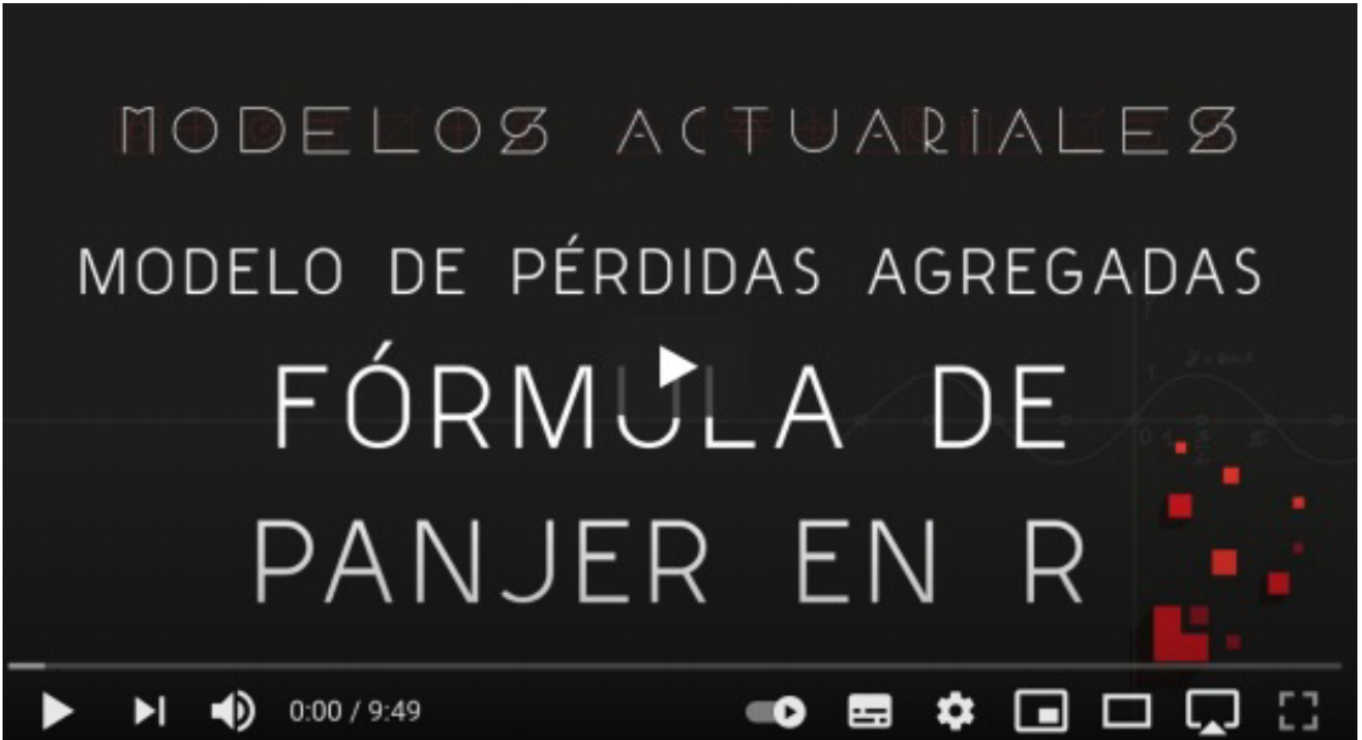 MODELOS ACTUARIALES
MODELO DE PÉRDIDAS AGREGADAS
FÓRMULA DE
PANJER EN R
0:00 / 9:49